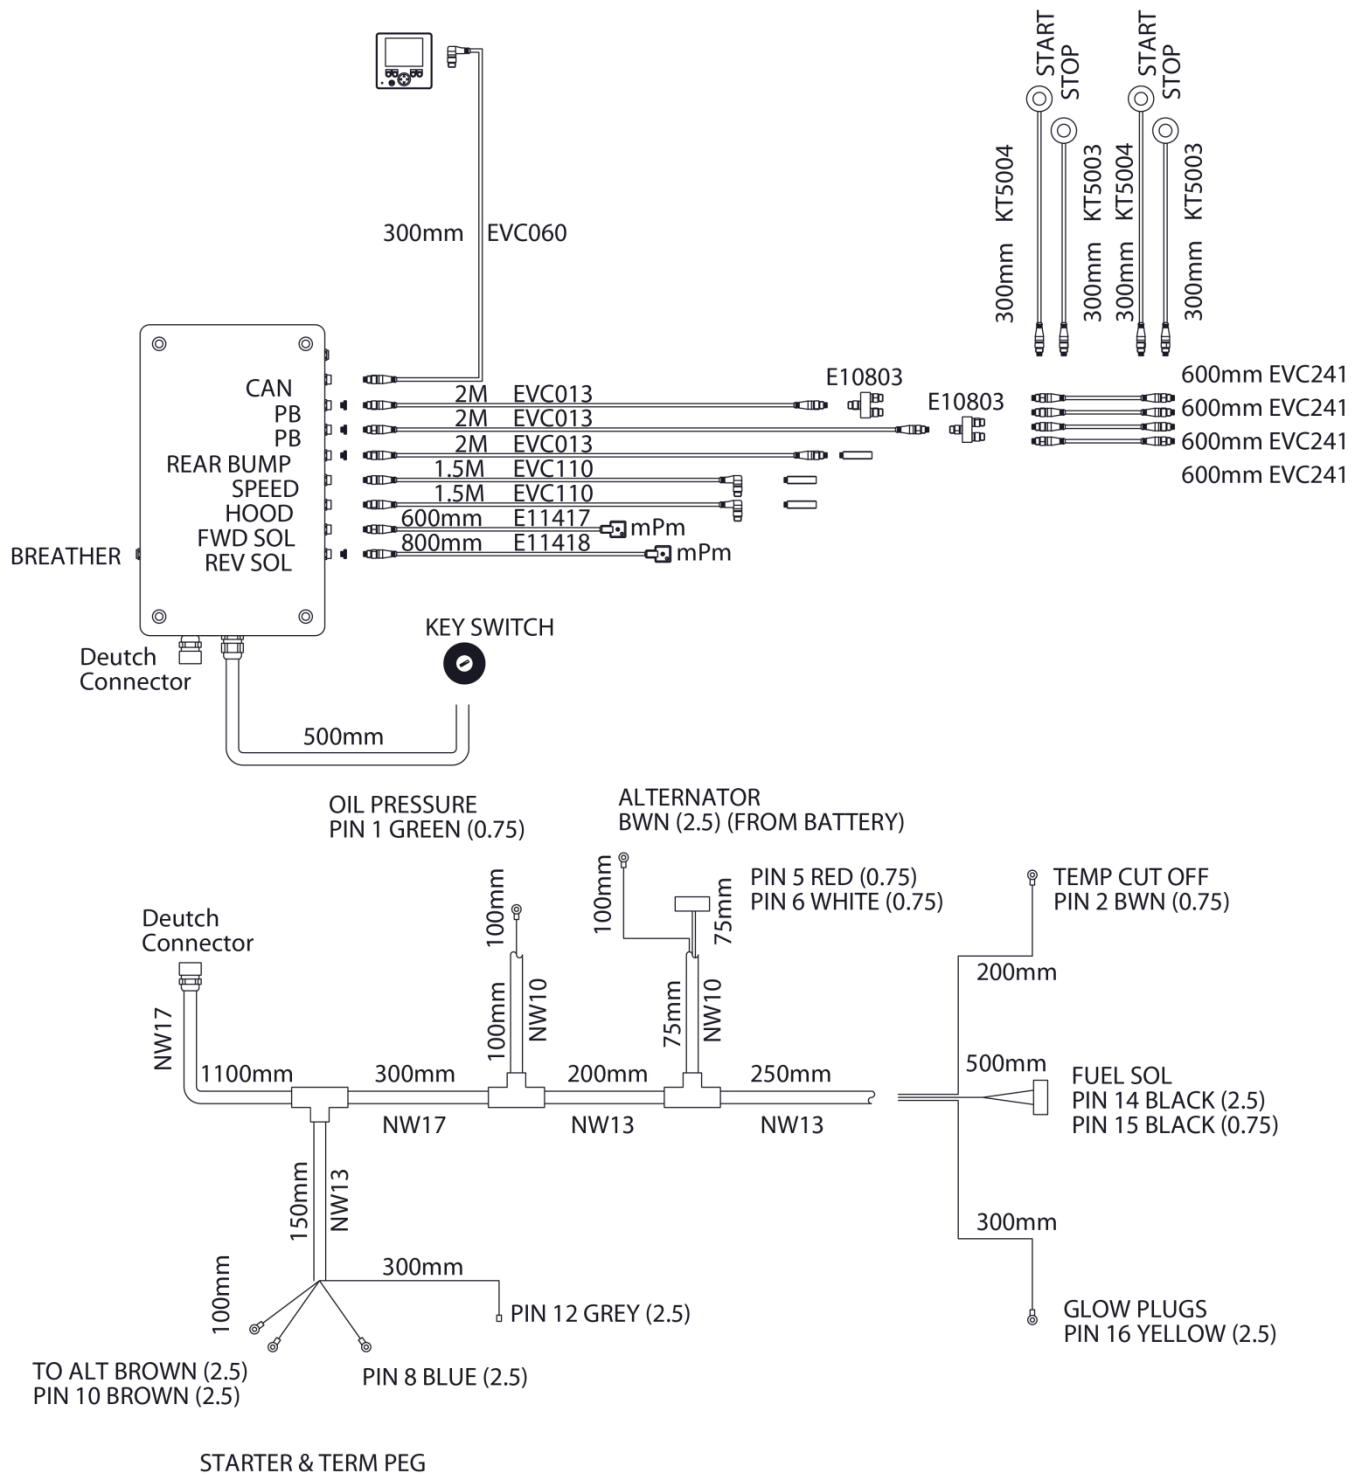 START
STOP
START
STOP
300mm KT5004
300mm KT5003
300mm KT5004
300mm KT5003
300mm EVC060
CAN
PB
PB
REAR BUMP
SPEED
HOOD
FWD SOL
REV SOL
BREATHER
2M EVC013
2M EVC013
2M EVC013
1.5M EVC110
1.5M EVC110
600mm E11417
800mm E11418
mPm
mPm
E10803
E10803
600mm EVC241
600mm EVC241
600mm EVC241
600mm EVC241
Deutch
Connector
KEY SWITCH
500mm
OIL PRESSURE
PIN 1 GREEN (0.75)
ALTERNATOR
BWN (2.5) (FROM BATTERY)
PIN 5 RED (0.75)
PIN 6 WHITE (0.75)
TEMP CUT OFF
PIN 2 BWN (0.75)
100mm
100mm
75mm
Deutch
Connector
NW17
100mm
NW10
75mm
NW10
200mm
1100mm
300mm
NW17
200mm
NW13
250mm
NW13
500mm
FUEL SOL
PIN 14 BLACK (2.5)
PIN 15 BLACK (0.75)
150mm
NW13
300mm
300mm
100mm
PIN 12 GREY (2.5)
GLOW PLUGS
PIN 16 YELLOW (2.5)
TO ALT BROWN (2.5)
PIN 10 BROWN (2.5)
PIN 8 BLUE (2.5)
STARTER & TERM PEG